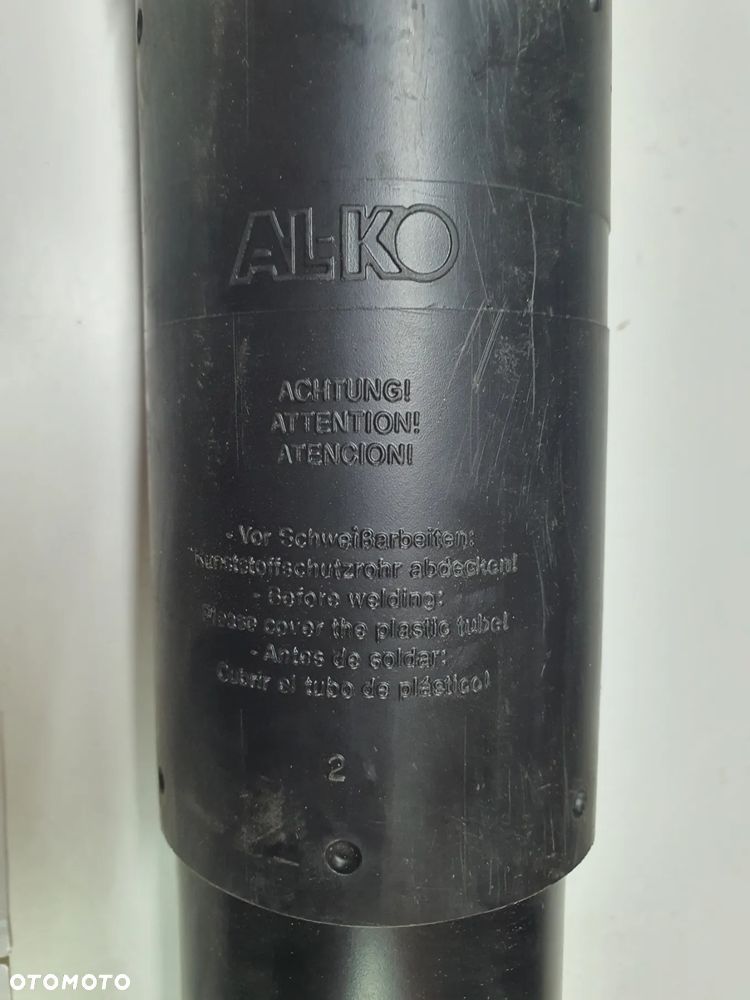 AL-KO
ACHTUNG!
ATTENTION!
ATENCION!
- Vor Schweißarbeiten:
Kunststoffschutzrohr abdecken!
- Before welding:
Please cover the plastic tube!
- Antes de soldar:
Cubrir el tubo de plástico!
2
OTOMOTO